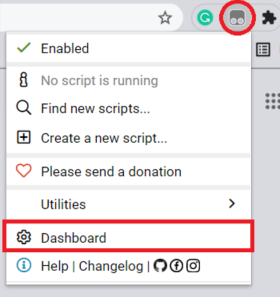 Enabled
No script is running
Find new scripts...
Create a new script...
Please send a donation
Utilities
Dashboard
Help | Changelog |